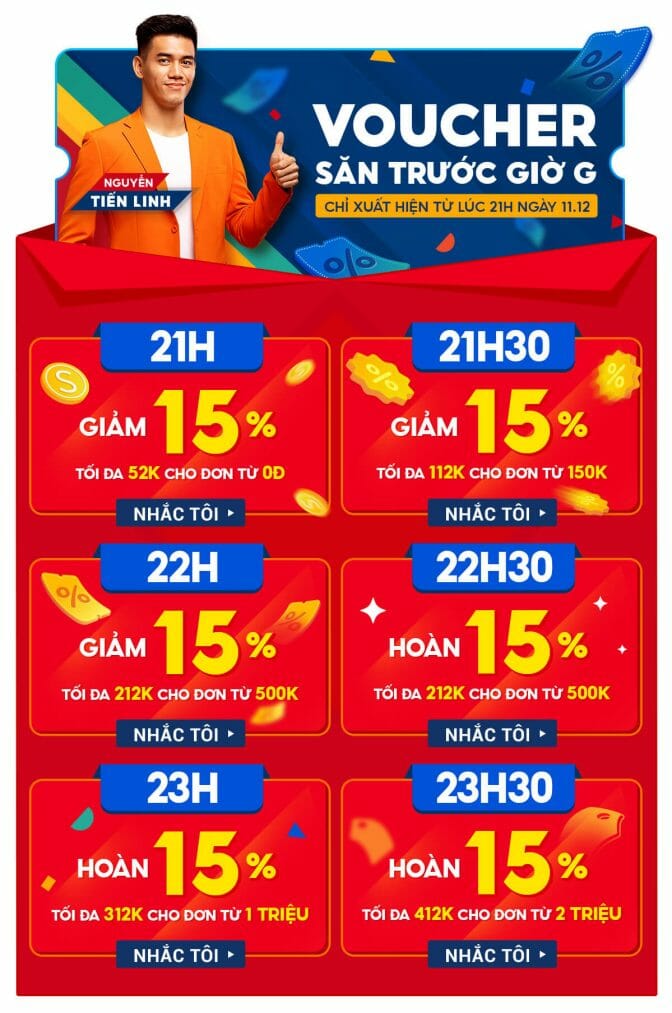 VOUCHER
SĂN TRƯỚC GIỜ G
CHỈ XUẤT HIỆN TỪ LÚC 21H NGÀY 11.12
NGUYỄN
TIẾN LINH
%
%
21H
S
S
GIẢM 15%
TỐI ĐA 52K CHO ĐƠN TỪ 0Đ
NHẮC TÔI
21H30
%
%
GIẢM 15%
TỐI ĐA 112K CHO ĐƠN TỪ 150K
NHẮC TÔI
22H
%
%
GIẢM 15%
TỐI ĐA 212K CHO ĐƠN TỪ 500K
NHẮC TÔI
22H30
HOÀN 15%
TỐI ĐA 212K CHO ĐƠN TỪ 500K
NHẮC TÔI
23H
HOÀN 15%
TỐI ĐA 312K CHO ĐƠN TỪ 1 TRIỆU
NHẮC TÔI
23H30
HOÀN 15%
TỐI ĐA 412K CHO ĐƠN TỪ 2 TRIỆU
NHẮC TÔI